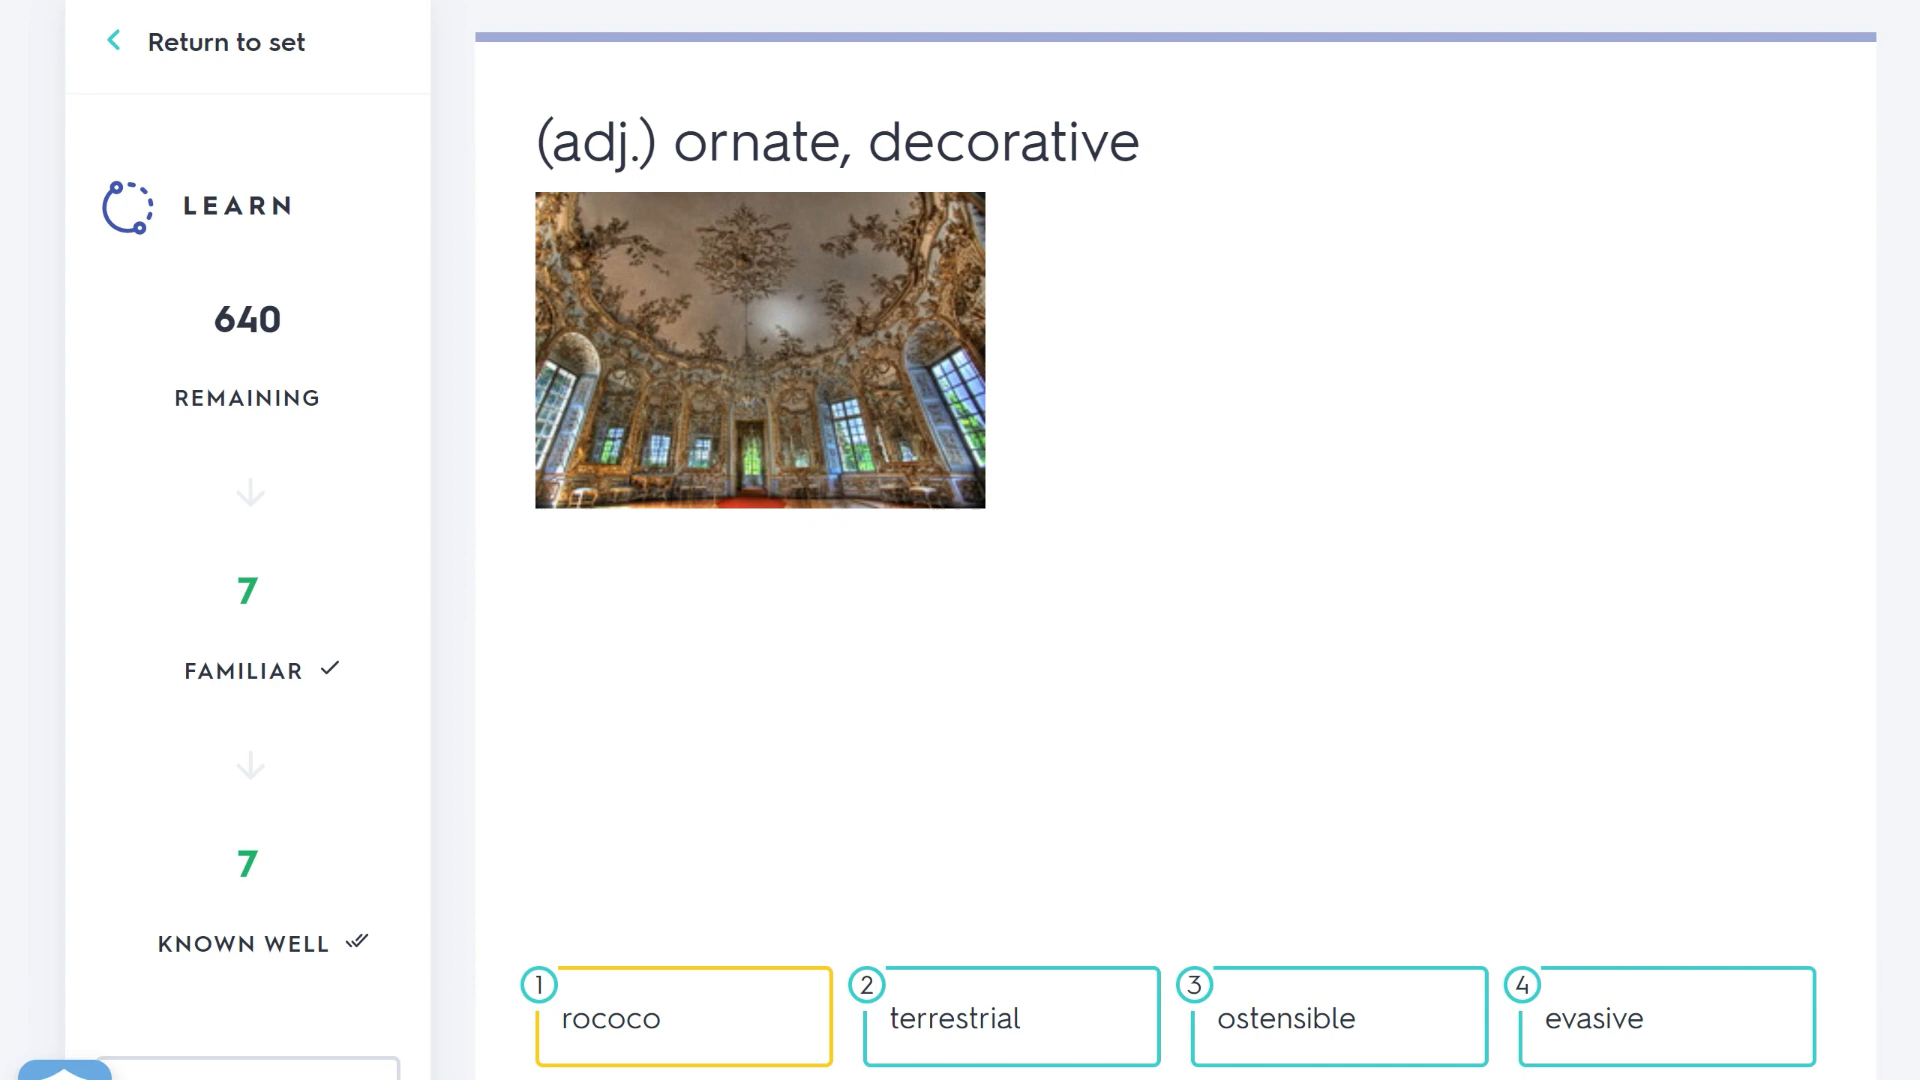 Return to set
LEARN
640
REMAINING
7
FAMILIAR
7
KNOWN WELL
(adj.) ornate, decorative
1
rococo
2
terrestrial
3
ostensible
4
evasive